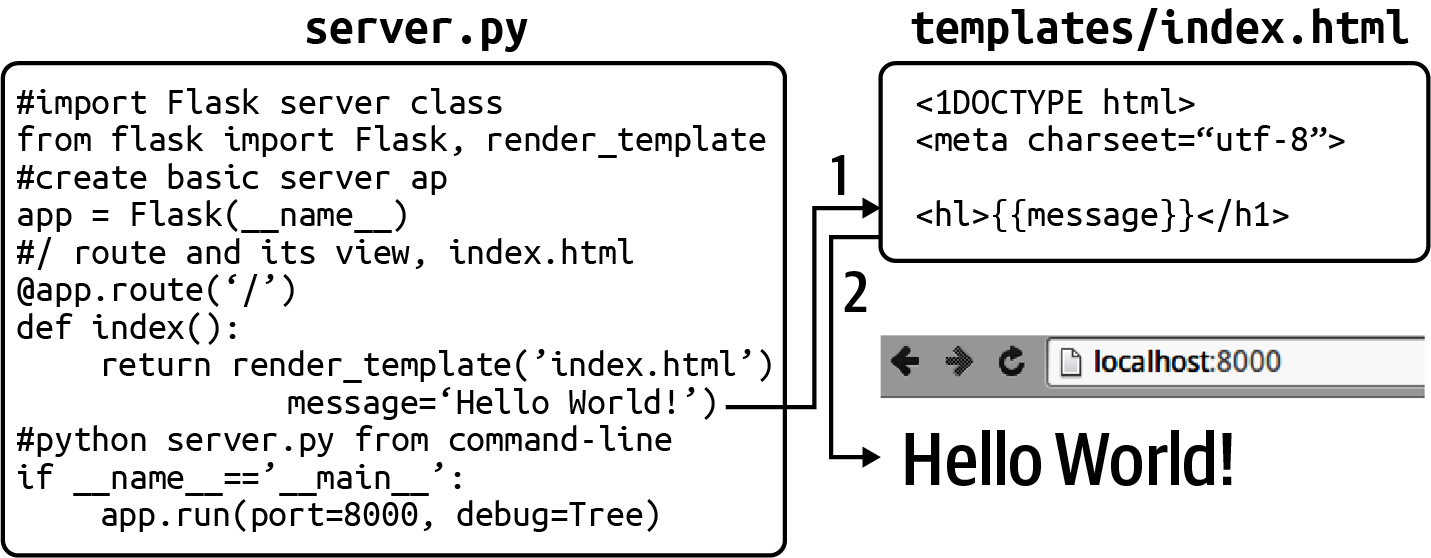 server.py
#import Flask server class
from flask import Flask, render_template
#create basic server ap
app = Flask(__name__)
#/ route and its view, index.html
@app.route(‘/’)
def index():
return render_template(’index.html’)
message=‘Hello World!’)
#python server.py from command-line
if __name__==’__main__’:
app.run(port=8000, debug=Tree)
templates/index.html
<1DOCTYPE html>
<meta charseet=“utf-8”>
<hl>{{message}}</h1>
1
2
localhost:8000
Hello World!